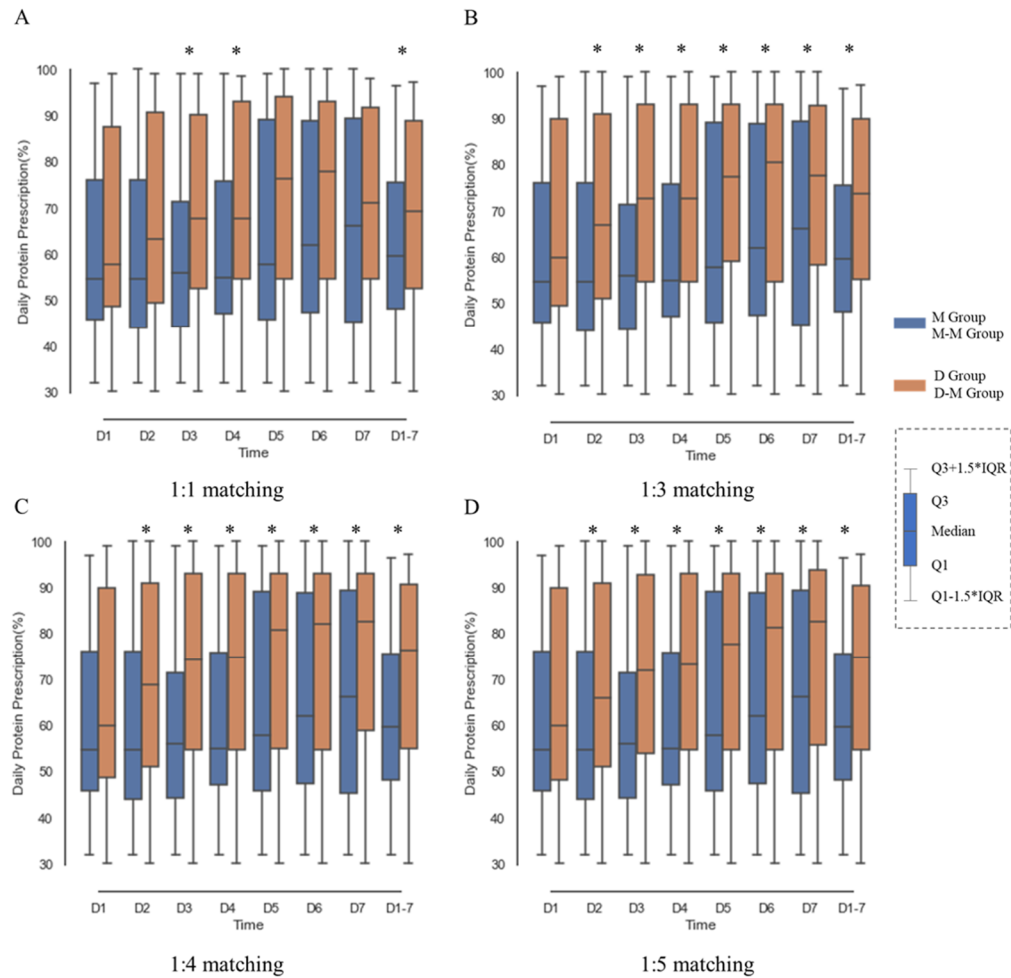 A
* * *
Daily Protein Prescription(%)
100
90
80
70
60
50
40
30
D1 D2 D3 D4 D5 D6 D7 D1-7
Time
1:1 matching
B
* * * * * * *
Daily Protein Prescription(%)
100
90
80
70
60
50
40
30
D1 D2 D3 D4 D5 D6 D7 D1-7
Time
1:3 matching
M Group
M-M Group
D Group
D-M Group
Q3+1.5*IQR
Q3
Median
Q1
Q1-1.5*IQR
C
* * * * * * *
Daily Protein Prescription(%)
100
90
80
70
60
50
40
30
D1 D2 D3 D4 D5 D6 D7 D1-7
Time
1:4 matching
D
* * * * * * *
Daily Protein Prescription(%)
100
90
80
70
60
50
40
30
D1 D2 D3 D4 D5 D6 D7 D1-7
Time
1:5 matching